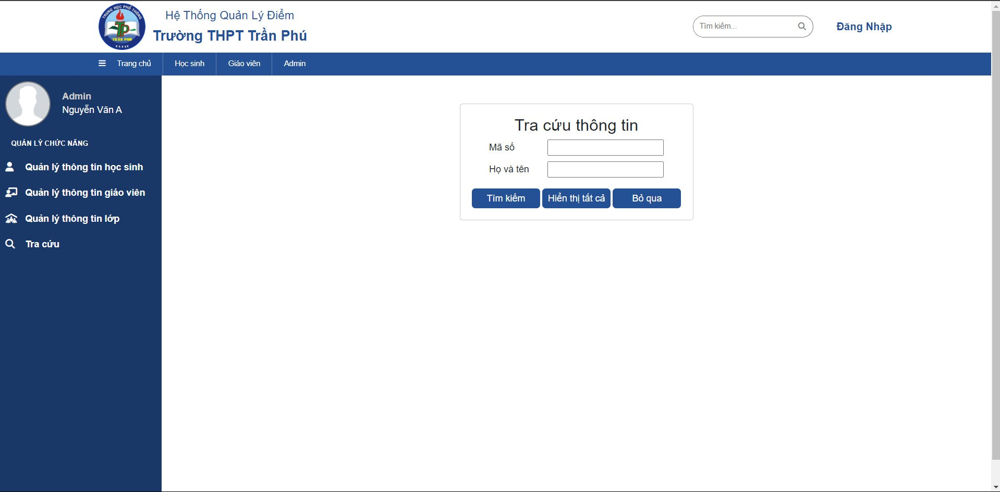 TRUNG HỌC PHỔ THÔNG
TP
TRẦN PHÚ
ĐÀ LẠT
Hệ Thống Quản Lý Điểm
Trường THPT Trần Phú
Tìm kiếm...
Đăng Nhập
Trang chủ
Học sinh
Giáo viên
Admin
Admin
Nguyễn Văn A
QUẢN LÝ CHỨC NĂNG
Quản lý thông tin học sinh
Quản lý thông tin giáo viên
Quản lý thông tin lớp
Tra cứu
Tra cứu thông tin
Mã số
Họ và tên
Tìm kiếm
Hiển thị tất cả
Bỏ qua